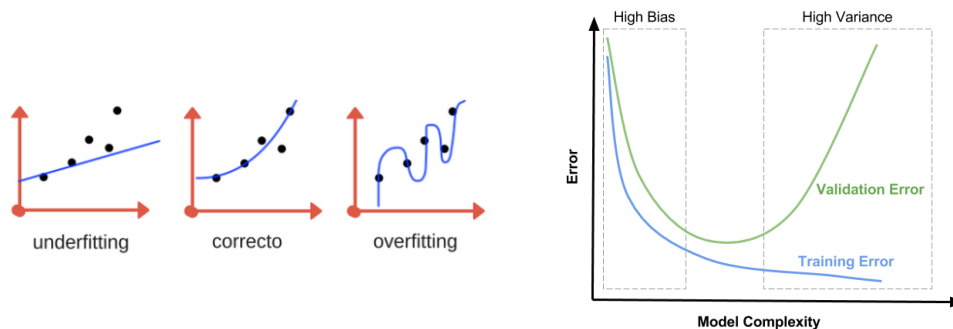 underfitting
correcto
overfitting
High Bias
High Variance
Error
Validation Error
Training Error
Model Complexity